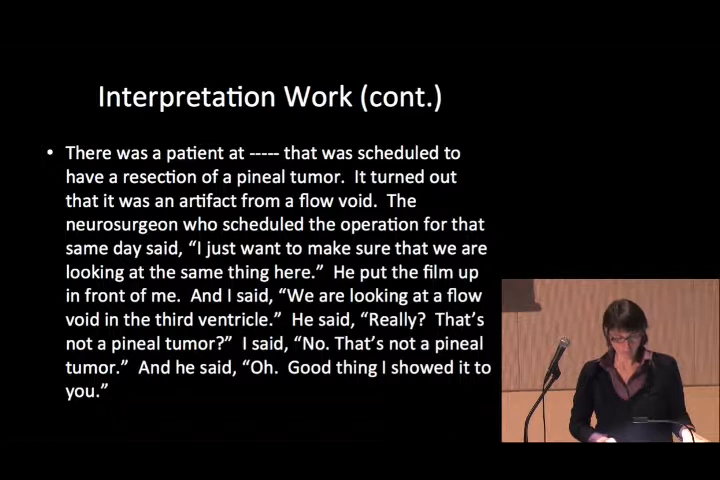 Interpretation Work (cont.)
• There was a patient at ----- that was scheduled to
have a resection of a pineal tumor. It turned out
that it was an artifact from a flow void. The
neurosurgeon who scheduled the operation for that
same day said, “I just want to make sure that we are
looking at the same thing here.” He put the film up
in front of me. And I said, “We are looking at a flow
void in the third ventricle.” He said, “Really? That’s
not a pineal tumor?” I said, “No. That’s not a pineal
tumor.” And he said, “Oh. Good thing I showed it to
you.”